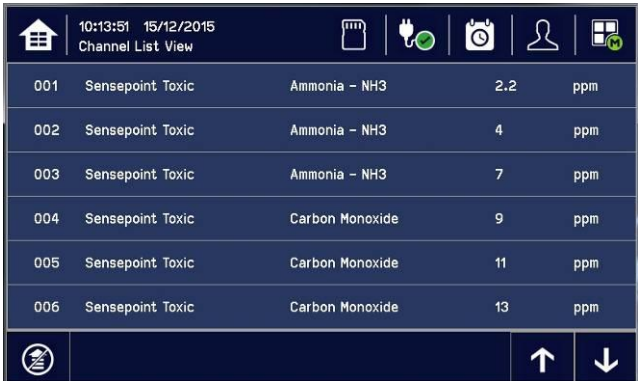 10:13:51 15/12/2015
Channel List View
M
001 Sensepoint Toxic Ammonia - NH3 2.2 ppm
002 Sensepoint Toxic Ammonia - NH3 4 ppm
003 Sensepoint Toxic Ammonia - NH3 7 ppm
004 Sensepoint Toxic Carbon Monoxide 9 ppm
005 Sensepoint Toxic Carbon Monoxide 11 ppm
006 Sensepoint Toxic Carbon Monoxide 13 ppm